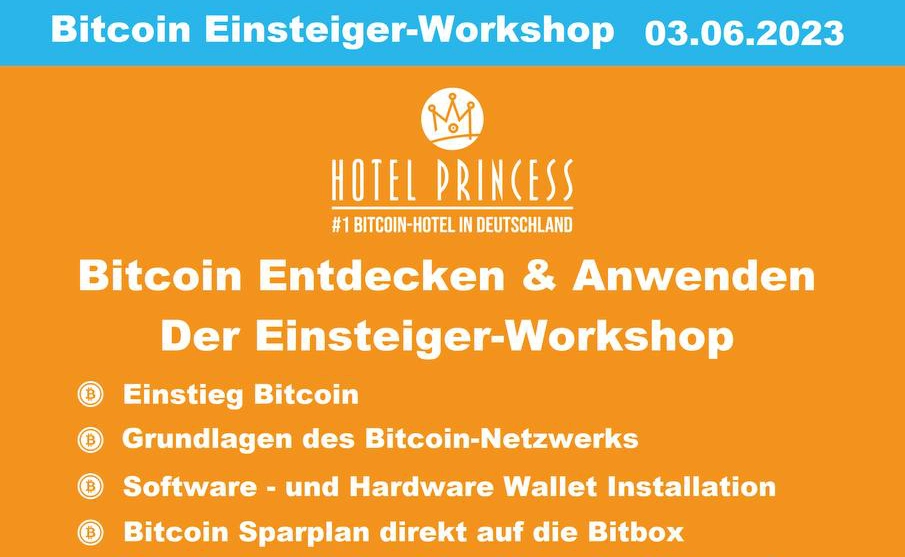 Bitcoin Einsteiger-Workshop 03.06.2023
HOTEL PRINCESS
#1 BITCOIN-HOTEL IN DEUTSCHLAND
Bitcoin Entdecken & Anwenden
Der Einsteiger-Workshop
Einstieg Bitcoin
Grundlagen des Bitcoin-Netzwerks
Software - und Hardware Wallet Installation
Bitcoin Sparplan direkt auf die Bitbox